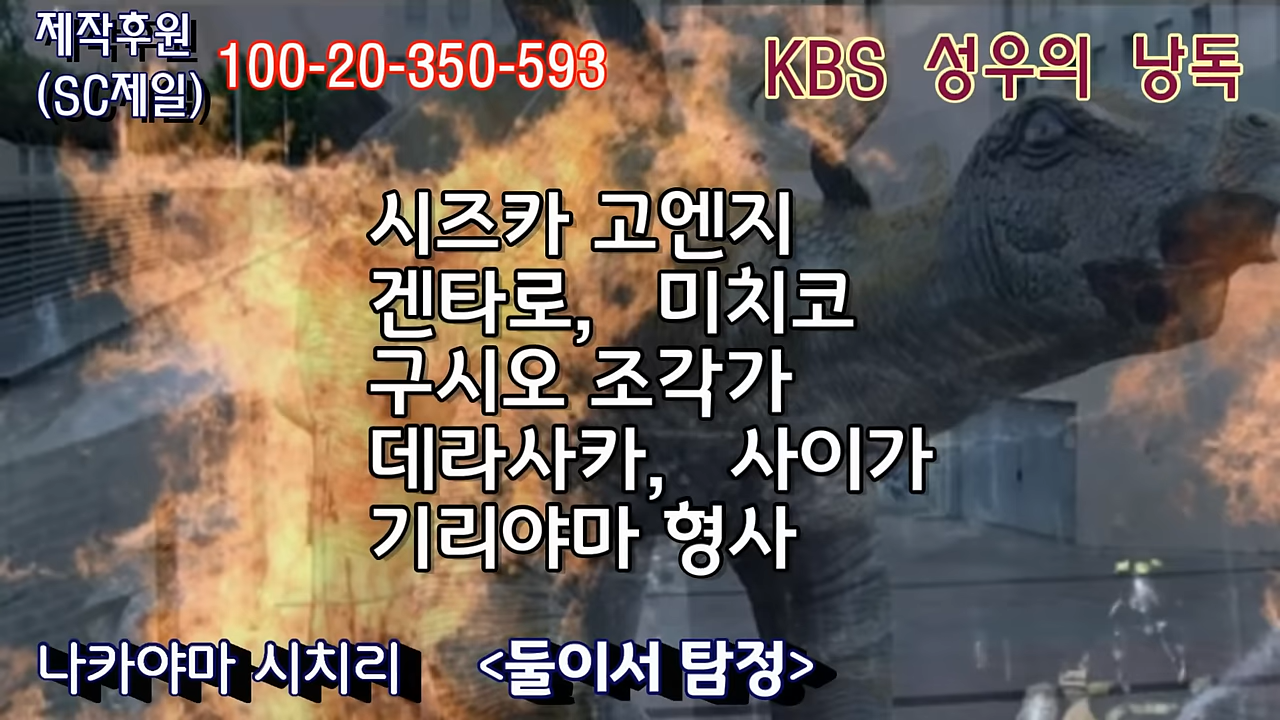 제작후원
(SC제일)
100-20-350-593
KBS 성우의 낭독
시즈카 고엔지
겐타로, 미치코
구시오 조각가
데라사카, 사이가
기리야마 형사
나카야마 시치리 <둘이서 탐정>